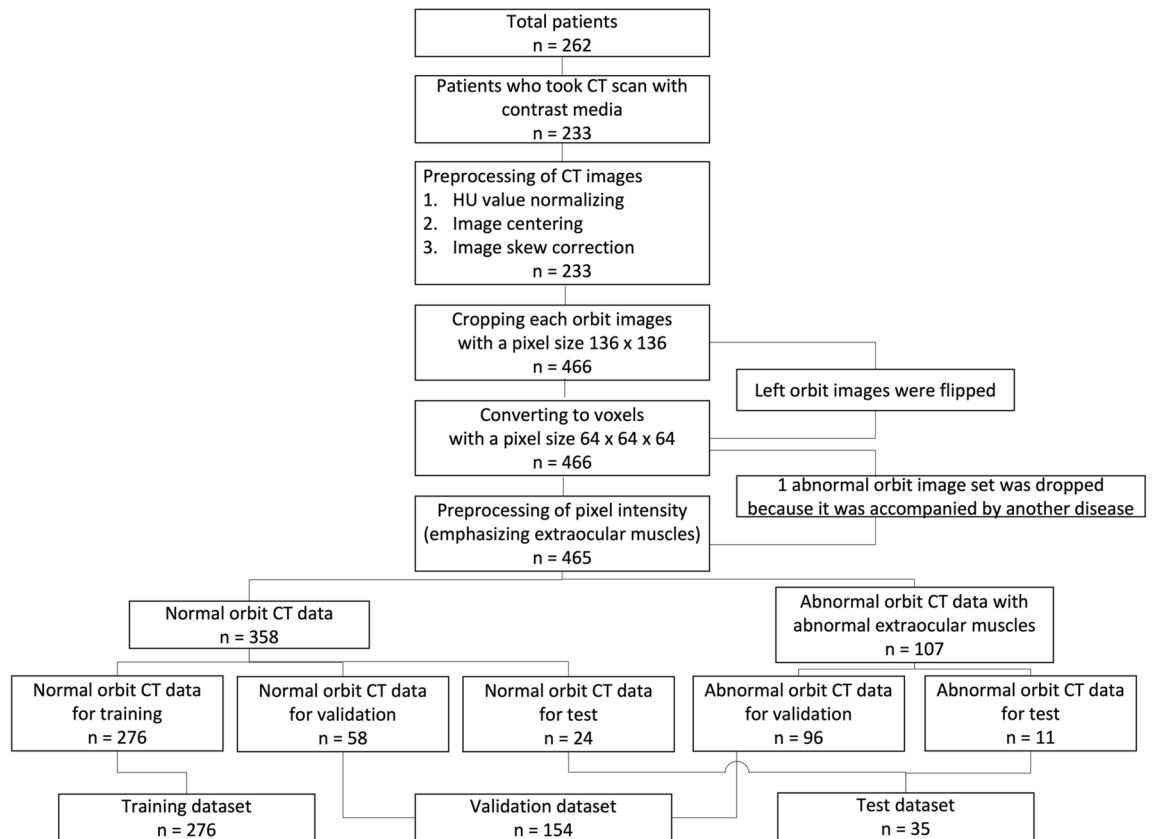 Total patients
n = 262
Patients who took CT scan with
contrast media
n = 233
Preprocessing of CT images
1. HU value normalizing
2. Image centering
3. Image skew correction
n = 233
Cropping each orbit images
with a pixel size 136 x 136
n = 466
Left orbit images were flipped
Converting to voxels
with a pixel size 64 x 64 x 64
n = 466
1 abnormal orbit image set was dropped
because it was accompanied by another disease
Preprocessing of pixel intensity
(emphasizing extraocular muscles)
n = 465
Normal orbit CT data
n = 358
Abnormal orbit CT data with
abnormal extraocular muscles
n = 107
Normal orbit CT data
for training
n = 276
Normal orbit CT data
for validation
n = 58
Normal orbit CT data
for test
n = 24
Abnormal orbit CT data
for validation
n = 96
Abnormal orbit CT data
for test
n = 11
Training dataset
n = 276
Validation dataset
n = 154
Test dataset
n = 35